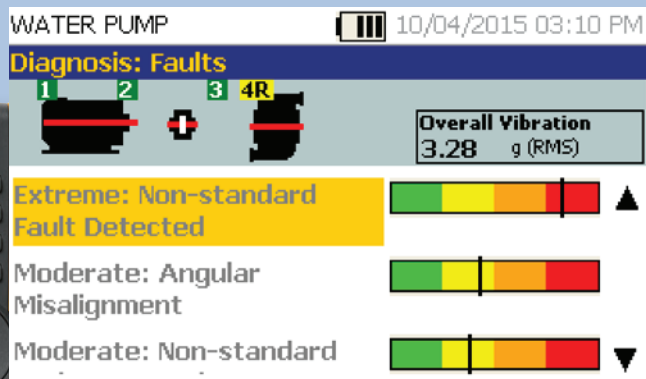 WATER PUMP 10/04/2015 03:10 PM
Diagnosis: Faults
1 2 3 4R
Overall Vibration
3.28 g (RMS)
Extreme: Non-standard
Fault Detected
Moderate: Angular
Misalignment
Moderate: Non-standard